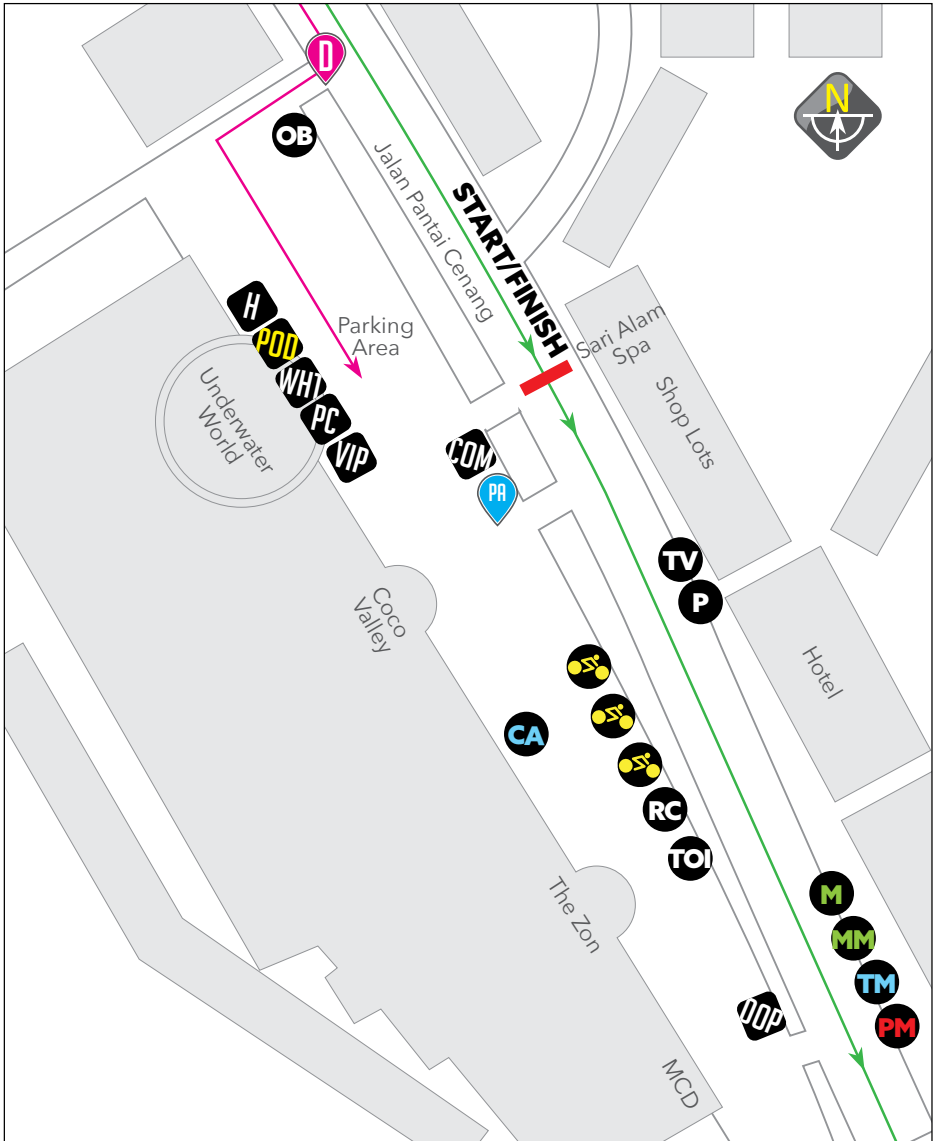 D
N
OB
Jalan Pantai Cenang
START/FINISH
H
POD
WHT
PC
VIP
Parking
Area
Sari Alam
Spa
Shop Lots
Underwater
World
COM
PA
TV
P
Coco
Valley
Hotel
CA
RC
TOI
The Zon
M
MM
TM
PM
DOP
MCD